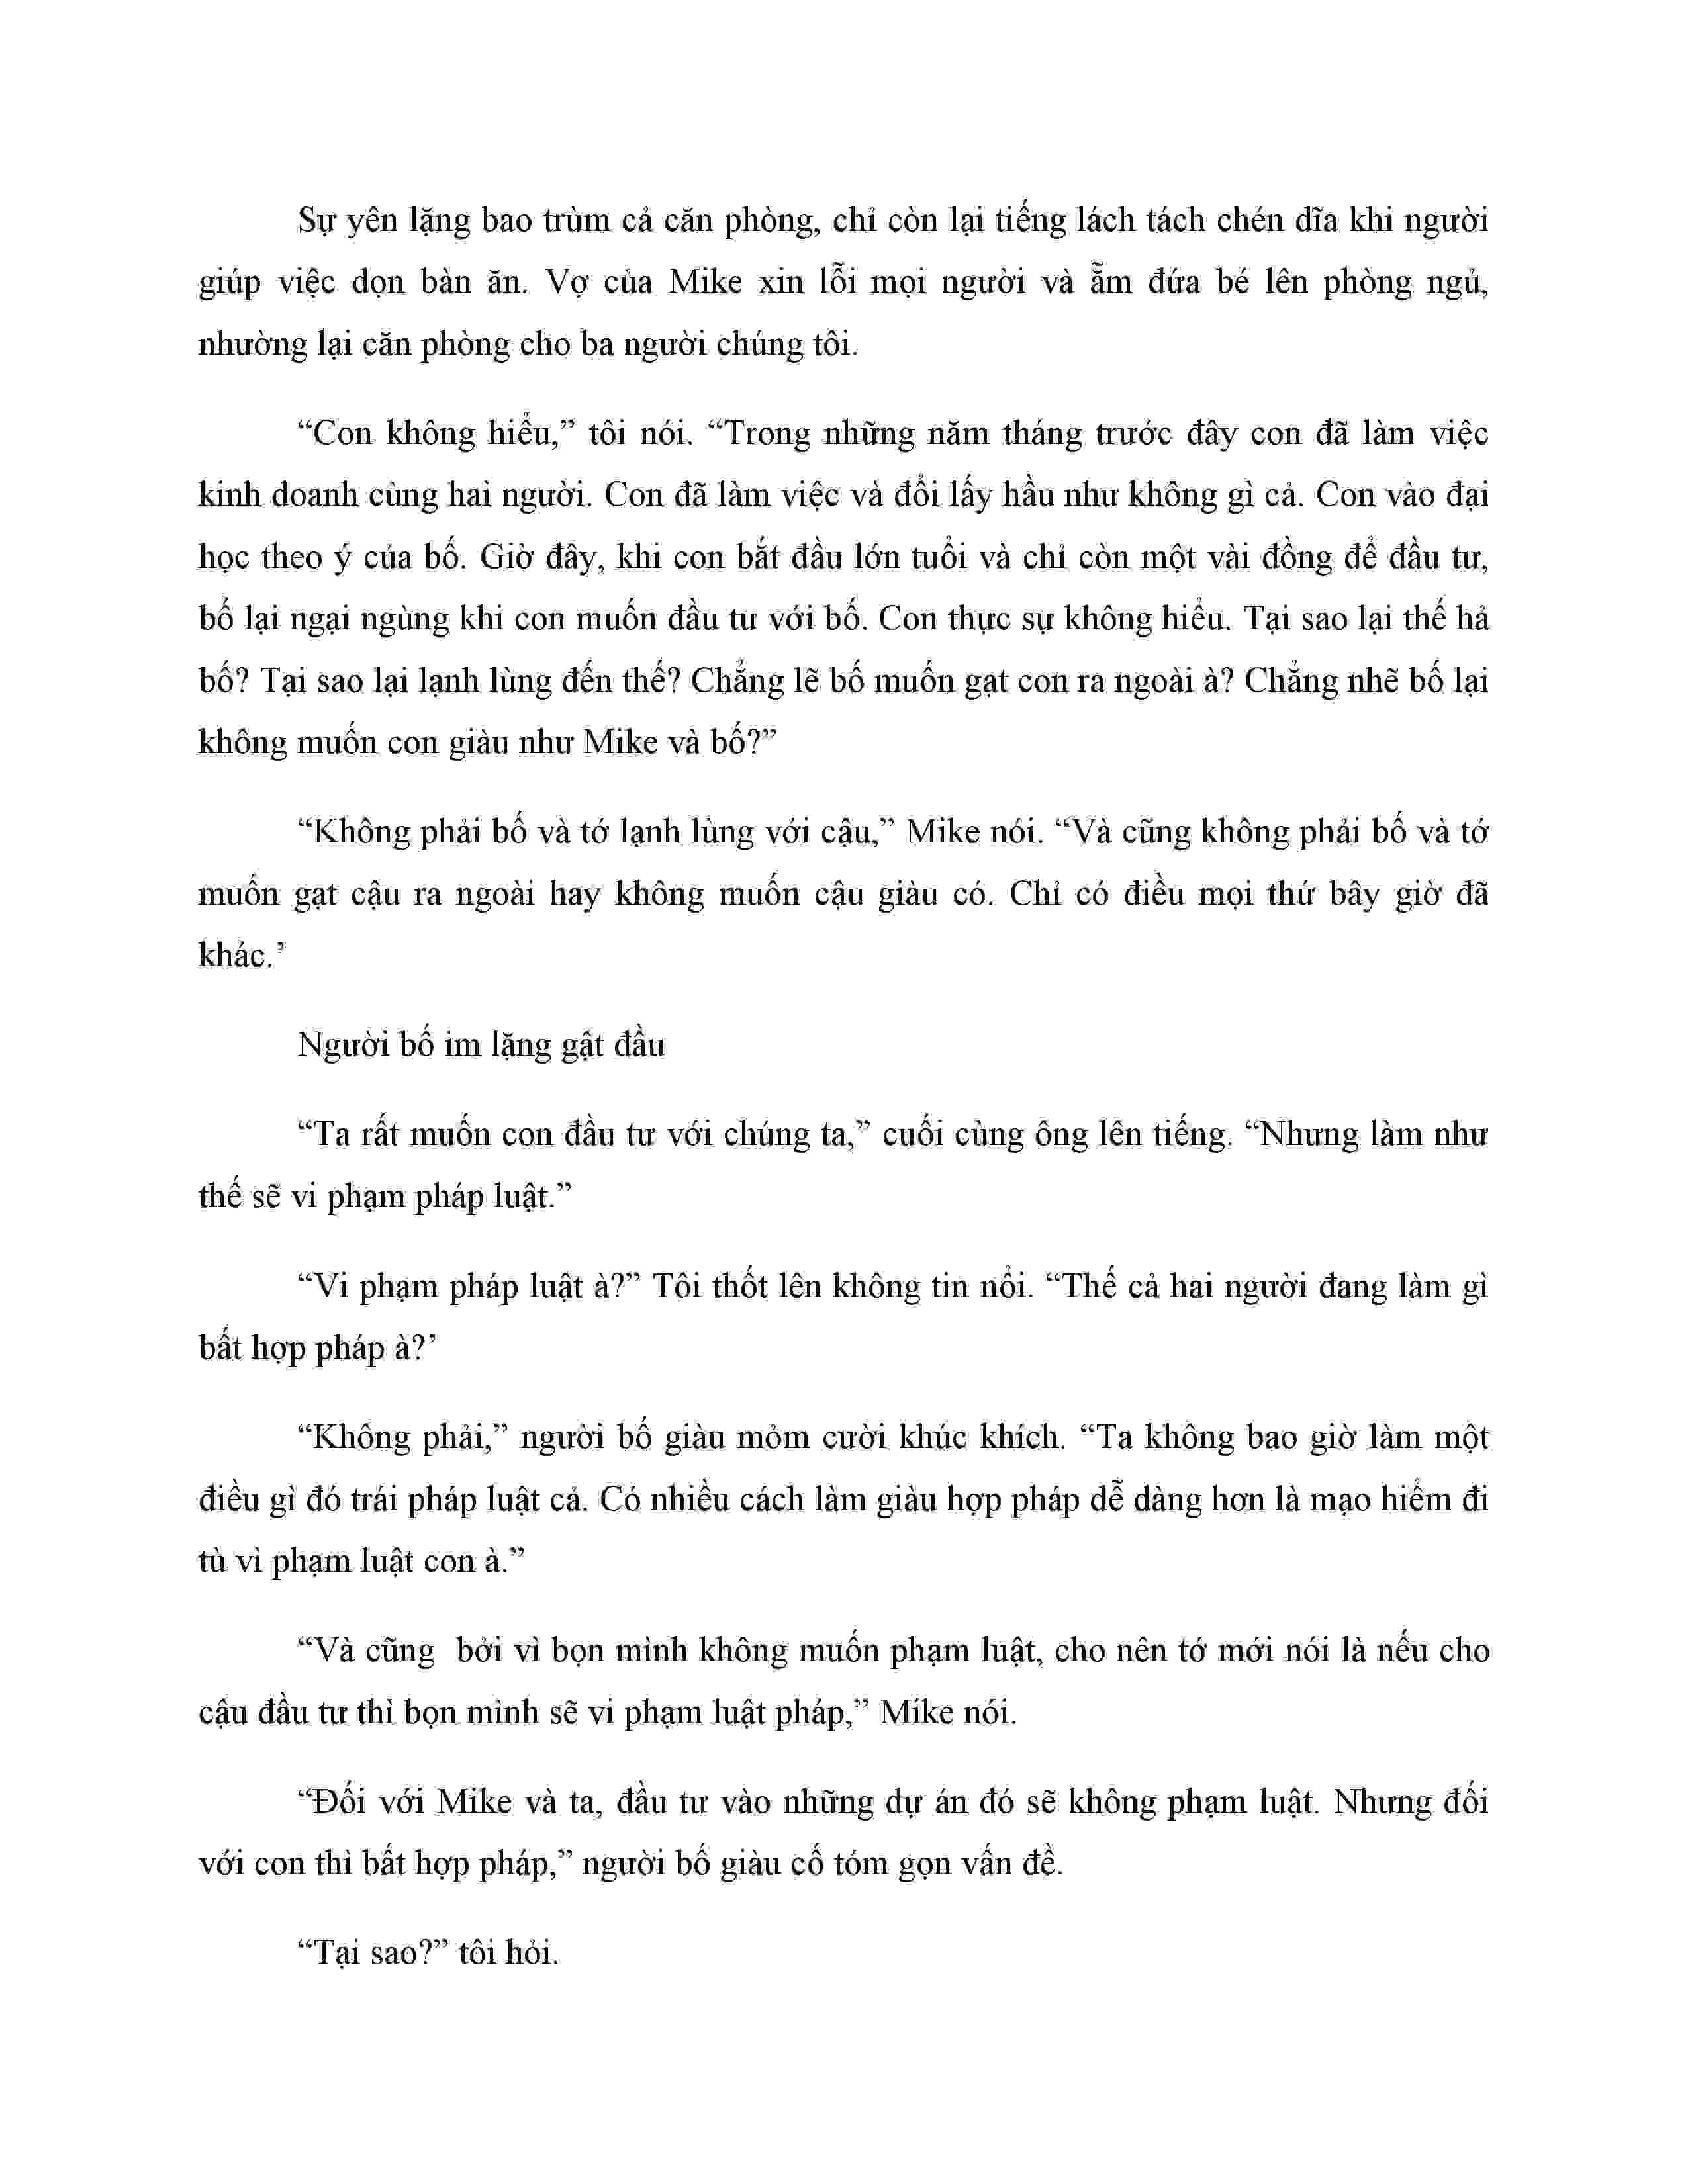 Sự yên lặng bao trùm cả căn phòng, chỉ còn lại tiếng lách tách chén dĩa khi người
giúp việc dọn bàn ăn. Vợ của Mike xin lỗi mọi người và ẵm đứa bé lên phòng ngủ,
nhường lại căn phòng cho ba người chúng tôi.
“Con không hiểu,” tôi nói. “Trong những năm tháng trước đây con đã làm việc
kinh doanh cùng hai người. Con đã làm việc và đổi lấy hầu như không gì cả. Con vào đại
học theo ý của bố. Giờ đây, khi con bắt đầu lớn tuổi và chỉ còn một vài đồng để đầu tư,
bố lại ngại ngùng khi con muốn đầu tư với bố. Con thực sự không hiểu. Tại sao lại thế hả
bố? Tại sao lại lạnh lùng đến thế? Chẳng lẽ bố muốn gạt con ra ngoài à? Chẳng nhẽ bố lại
không muốn con giàu như Mike và bố?”
“Không phải bố và tớ lạnh lùng với cậu,” Mike nói. “Và cũng không phải bố và tớ
muốn gạt cậu ra ngoài hay không muốn cậu giàu có. Chỉ có điều mọi thứ bây giờ đã
khác.’
Người bố im lặng gật đầu
“Ta rất muốn con đầu tư với chúng ta,” cuối cùng ông lên tiếng. “Nhưng làm như
thế sẽ vi phạm pháp luật.”
“Vi phạm pháp luật à?” Tôi thốt lên không tin nổi. “Thế cả hai người đang làm gì
bất hợp pháp à?’
“Không phải,” người bố giàu mỏm cười khúc khích. “Ta không bao giờ làm một
điều gì đó trái pháp luật cả. Có nhiều cách làm giàu hợp pháp dễ dàng hơn là mạo hiểm đi
tù vì phạm luật con à.”
“Và cũng  bởi vì bọn mình không muốn phạm luật, cho nên tớ mới nói là nếu cho
cậu đầu tư thì bọn mình sẽ vi phạm luật pháp,” Mike nói.
“Đối với Mike và ta, đầu tư vào những dự án đó sẽ không phạm luật. Nhưng đối
với con thì bất hợp pháp,” người bố giàu cố tóm gọn vấn đề.
“Tại sao?” tôi hỏi.